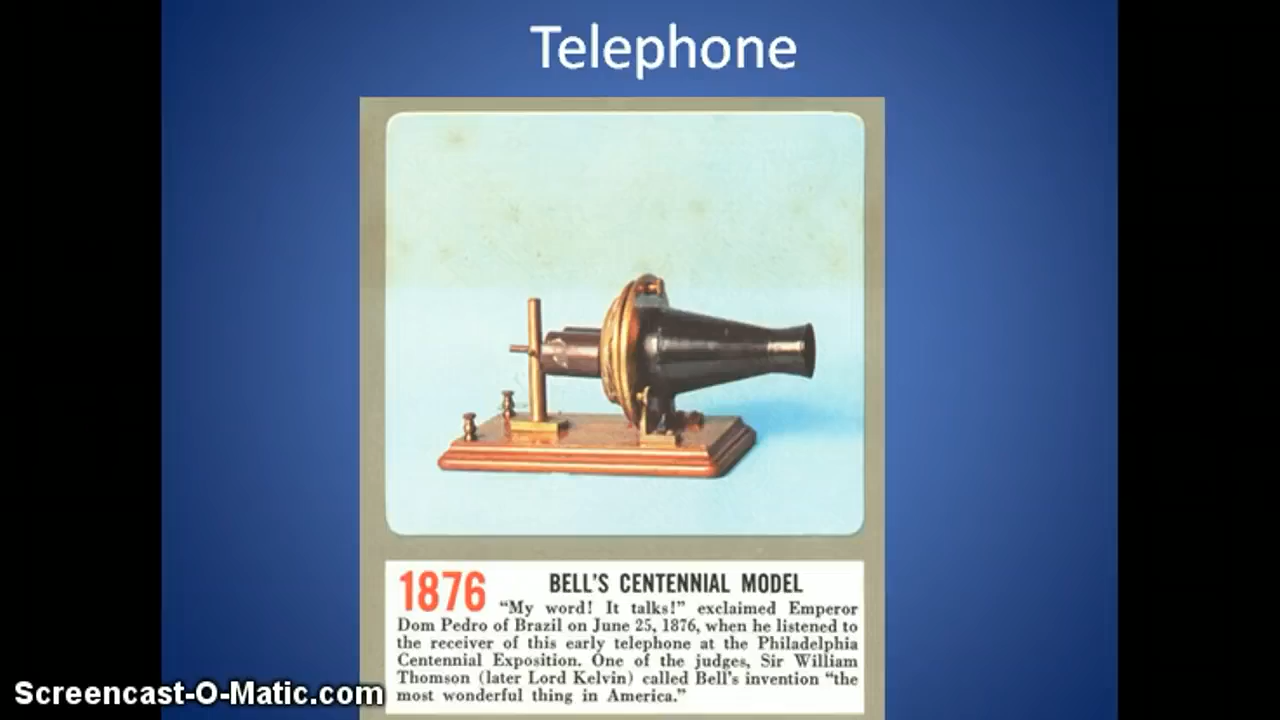 Telephone
1876 BELL'S CENTENNIAL MODEL
"My word! It talks!" exclaimed Emperor
Dom Pedro of Brazil on June 25, 1876, when he listened to
the receiver of this early telephone at the Philadelphia
Centennial Exposition. One of the judges, Sir William
Thomson (later Lord Kelvin) called Bell's invention "the
most wonderful thing in America."
Screencast-O-Matic.com